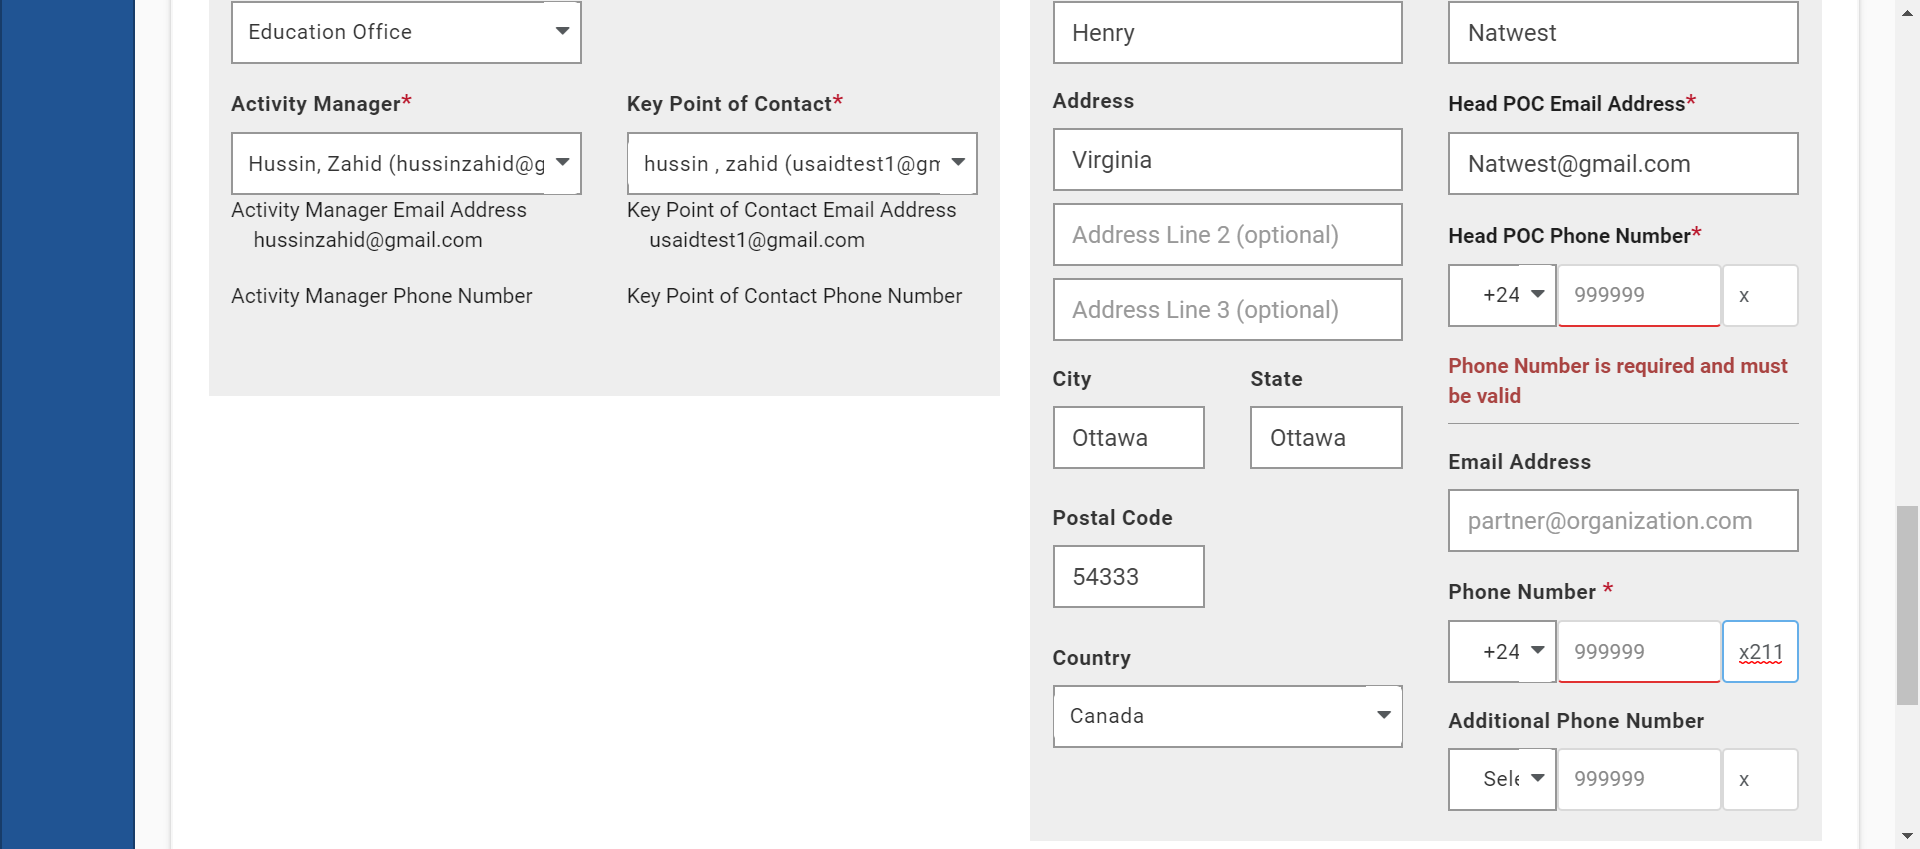 Education Office
Activity Manager*
Key Point of Contact*
Hussin, Zahid (hussinzahid@g
hussin , zahid (usaidtest1@gm
Activity Manager Email Address
hussinzahid@gmail.com
Key Point of Contact Email Address
usaidtest1@gmail.com
Activity Manager Phone Number
Key Point of Contact Phone Number
Henry
Address
Virginia
Address Line 2 (optional)
Address Line 3 (optional)
City
State
Ottawa
Ottawa
Postal Code
54333
Country
Canada
Natwest
Head POC Email Address*
Natwest@gmail.com
Head POC Phone Number*
+24 999999 x
Phone Number is required and must
be valid
Email Address
partner@organization.com
Phone Number *
+24 999999 x211
Additional Phone Number
Sele 999999 x